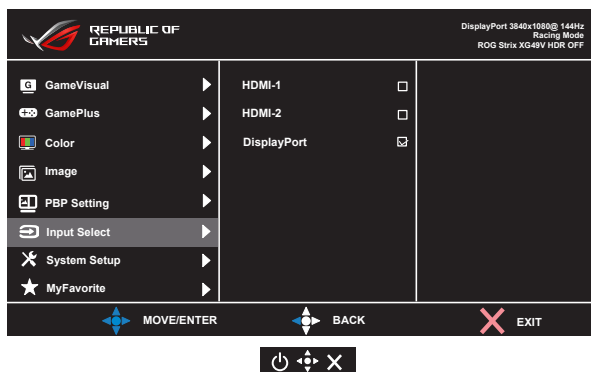 REPUBLIC OF
GAMERS
DisplayPort 3840x1080@ 144Hz
Racing Mode
ROG Strix XG49V HDR OFF
G GameVisual
GamePlus
Color
Image
PBP Setting
Input Select
System Setup
MyFavorite
HDMI-1
HDMI-2
DisplayPort
MOVE/ENTER
BACK
EXIT